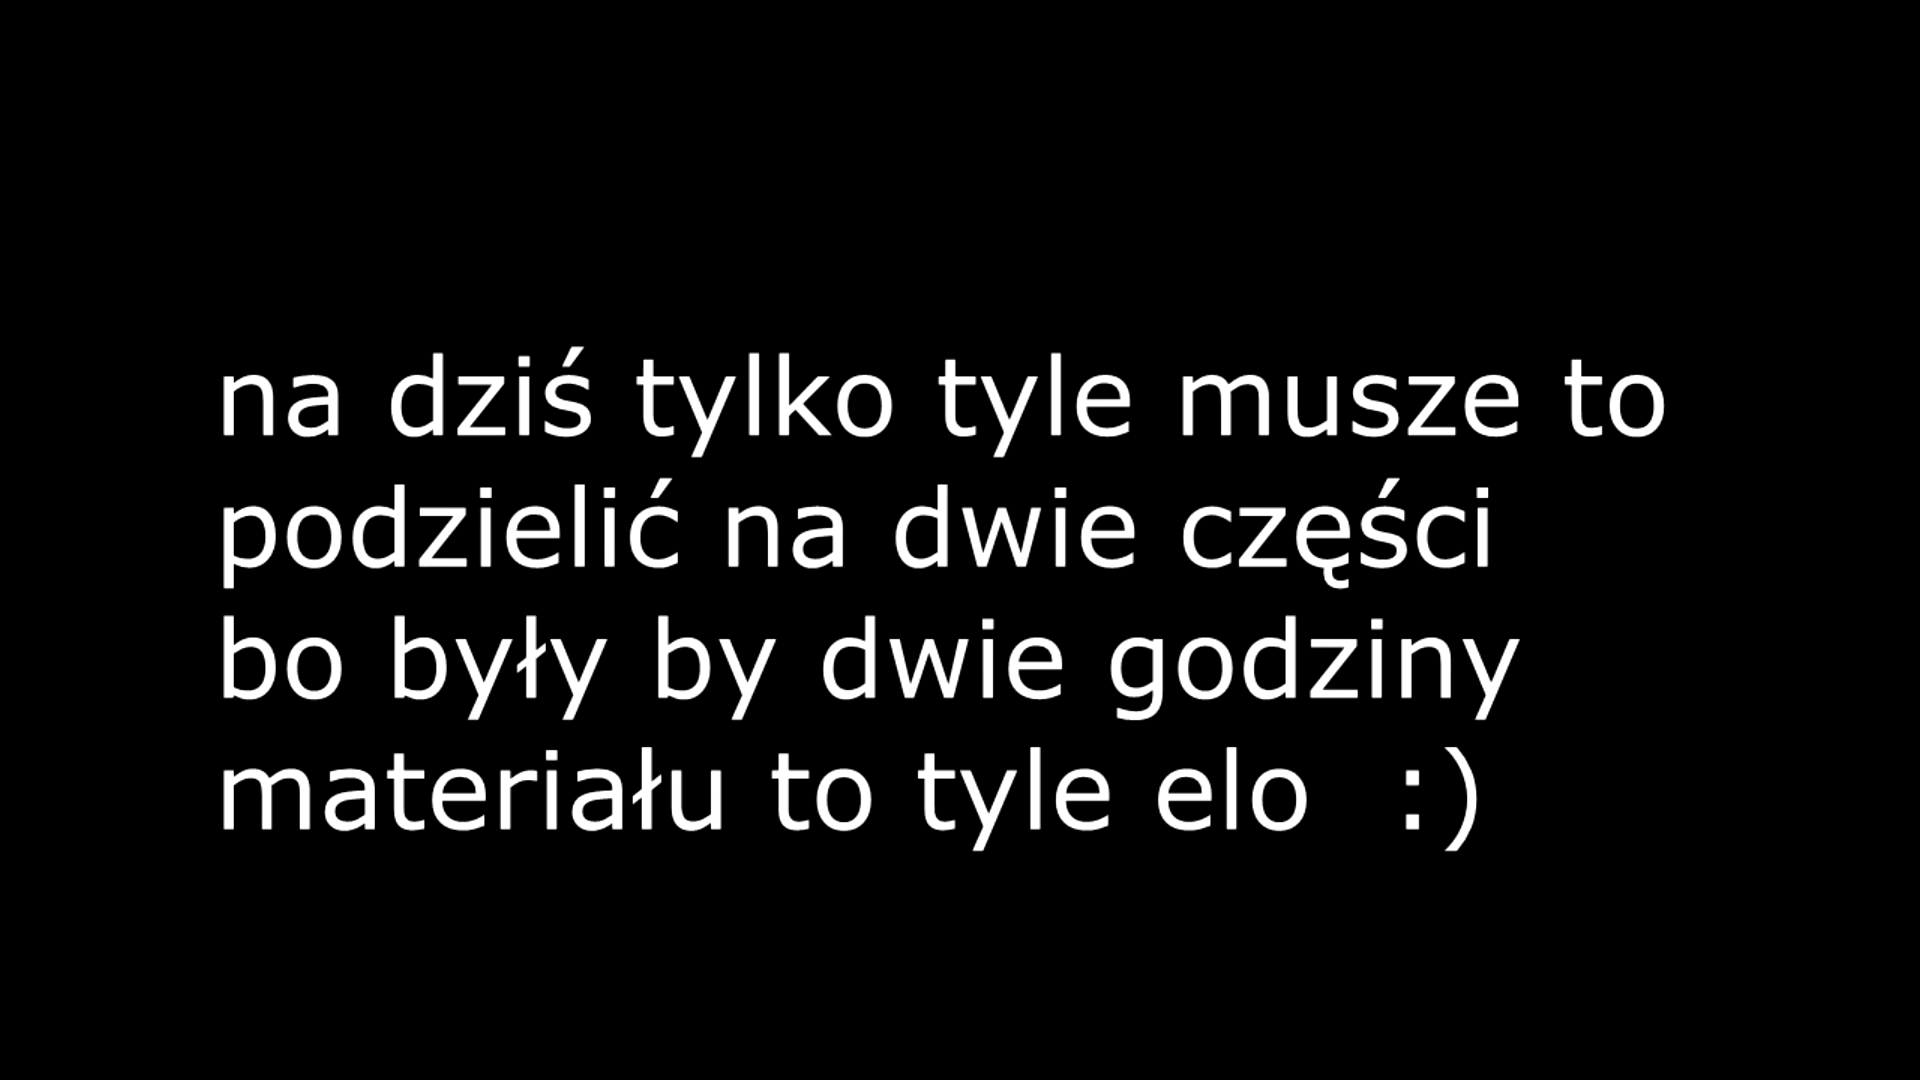 na dziś tylko tyle musze to
podzielić na dwie części
bo były by dwie godziny
materiału to tyle elo  :)